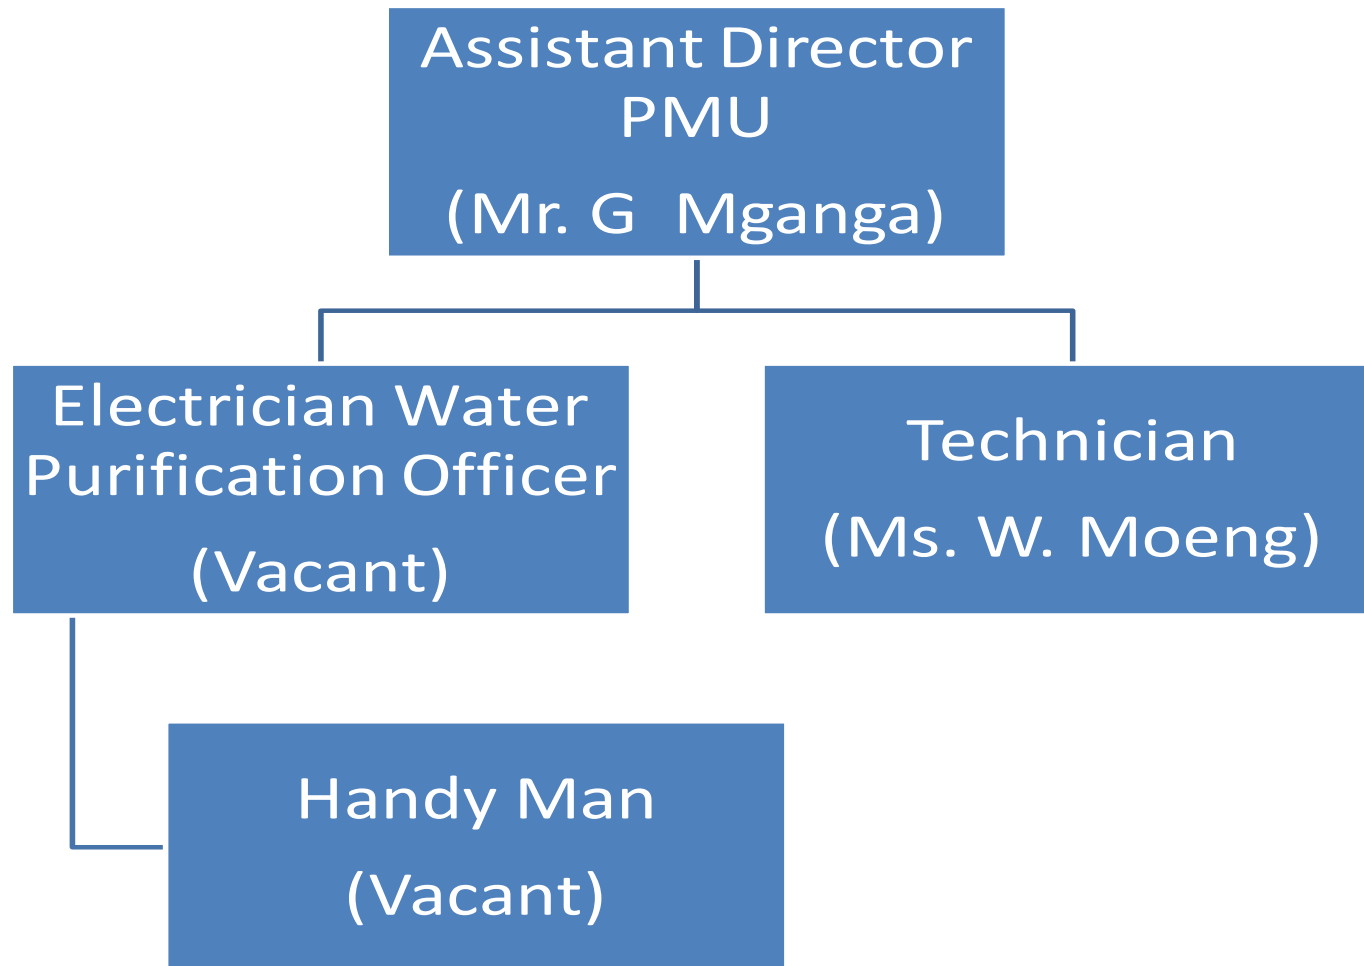 Assistant Director
PMU
(Mr. G  Mganga)
Electrician Water
Purification Officer
(Vacant)
Technician
(Ms. W. Moeng)
Handy Man
(Vacant)